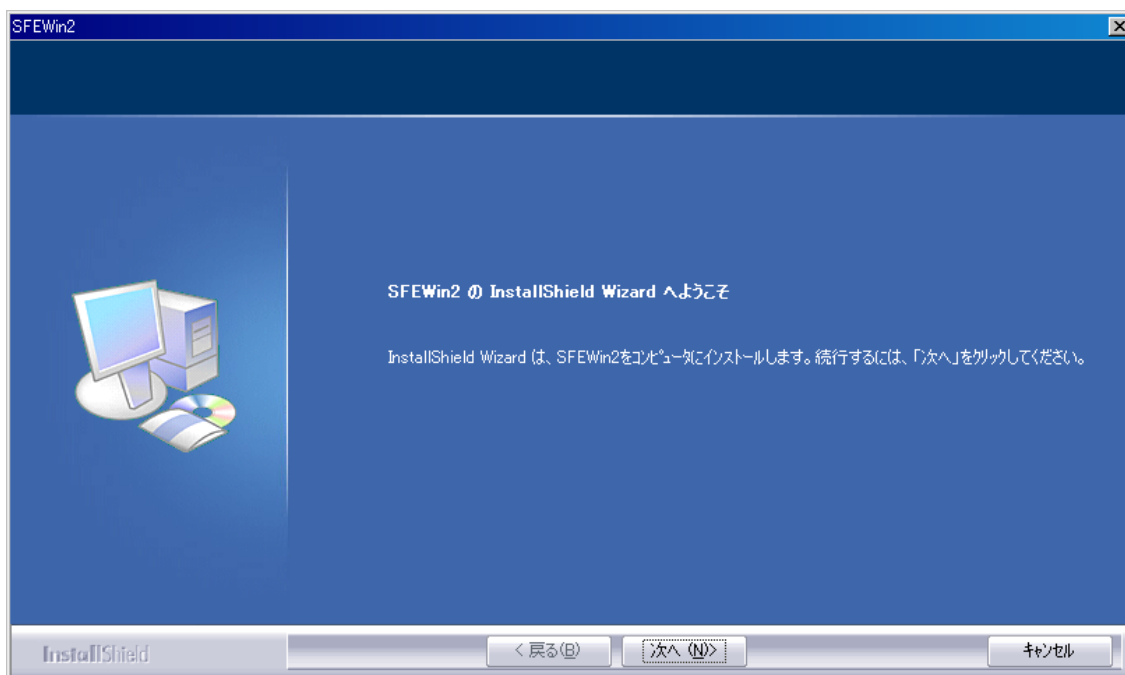 SFEWin2
SFEWin2 の InstallShield Wizard へようこそ
InstallShield Wizard は、SFEWin2をｺﾝﾋﾟｭｰﾀにインストールします。続行するには、「次へ」をｸﾘｯｸしてください。
InstallShield
< 戻る(B)
次へ (N)>
ｷｬﾝｾﾙ